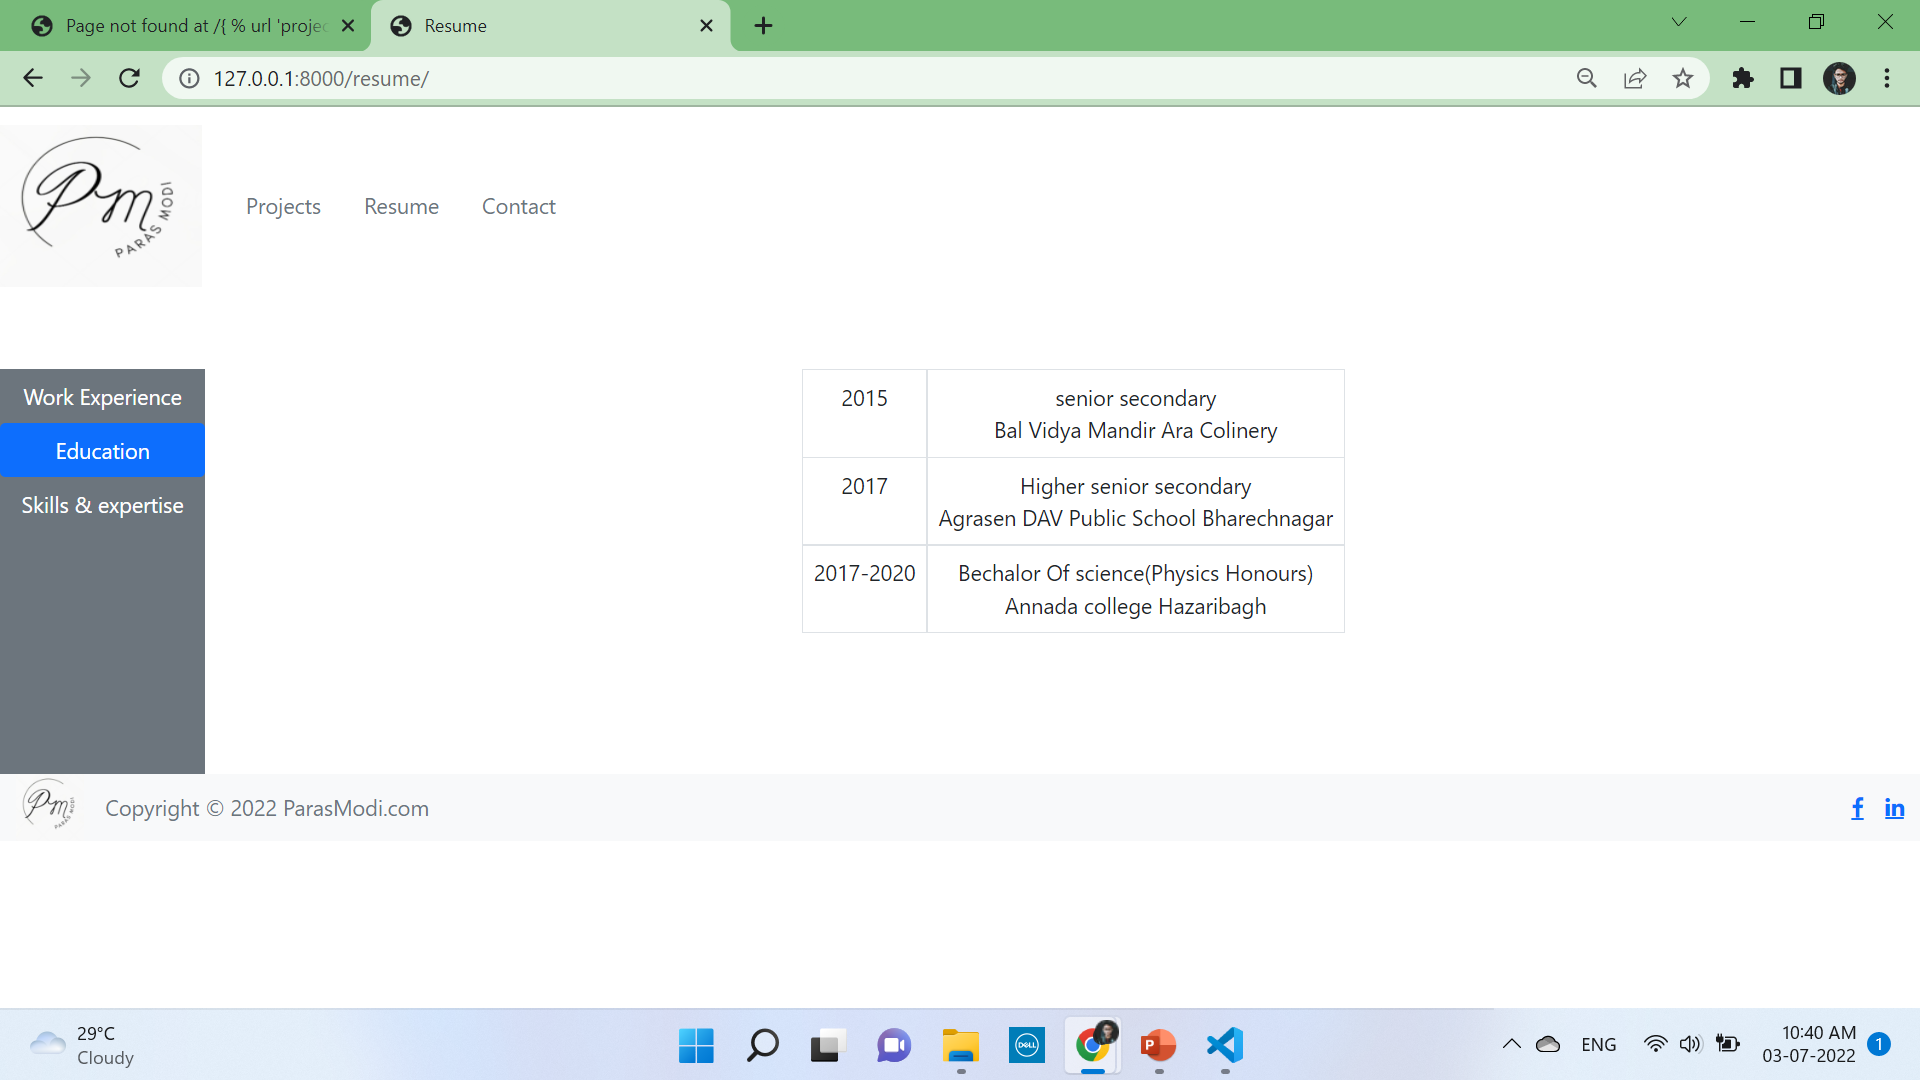 Page not found at /{ % url 'projec
Resume
127.0.0.1:8000/resume/
Pm
PARAS MODI
Projects
Resume
Contact
Work Experience
Education
Skills & expertise
2015
senior secondary
Bal Vidya Mandir Ara Colinery
2017
Higher senior secondary
Agrasen DAV Public School Bharechnagar
2017-2020
Bechalor Of science(Physics Honours)
Annada college Hazaribagh
Pm
PARAS MODI
Copyright © 2022 ParasModi.com
f
in
29°C
Cloudy
DELL
P
ENG
10:40 AM
03-07-2022
1